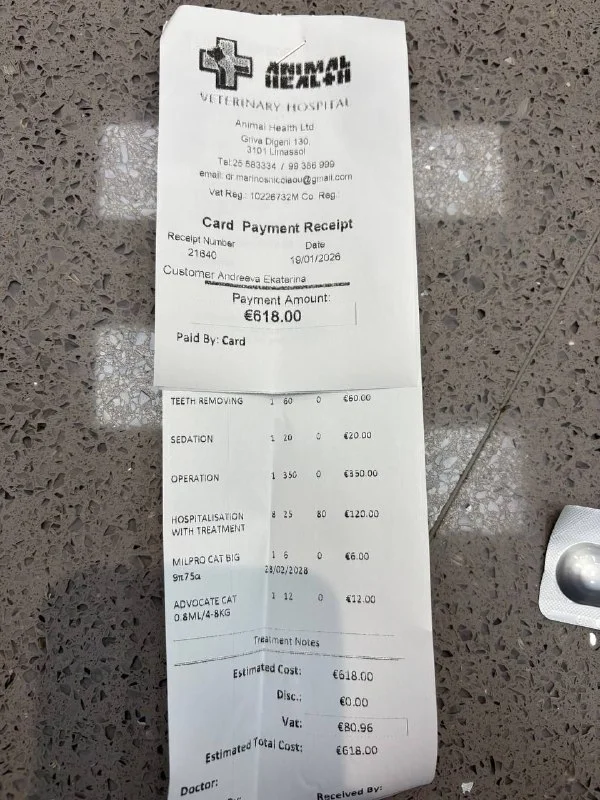 ANIMAL
HEALTH
VETERINARY HOSPITAL
Animal Health Ltd
Griva Digeni 130,
3101 Limassol
Tel:25 583334 / 99 386 999
email: dr.marinosnicolaou@gmail.com
Vat Reg.: 10226732M Co. Reg.:
Card Payment Receipt
Receipt Number Date
21640 19/01/2026
Customer Andreeva Ekaterina
Payment Amount:
€618.00
Paid By: Card
TEETH REMOVING 1 60 0 €60.00
SEDATION 1 20 0 €20.00
OPERATION 1 350 0 €350.00
HOSPITALISATION 8 25 80 €120.00
WITH TREATMENT
MILPRO CAT BIG 1 6 0 €6.00
28/02/2028
ADVOCATE CAT 1 12 0 €12.00
0.8ML/4-8KG
Treatment Notes
Estimated Cost: €618.00
Disc.: €0.00
Vat: €80.96
Estimated Total Cost: €618.00
Doctor:
Received By: